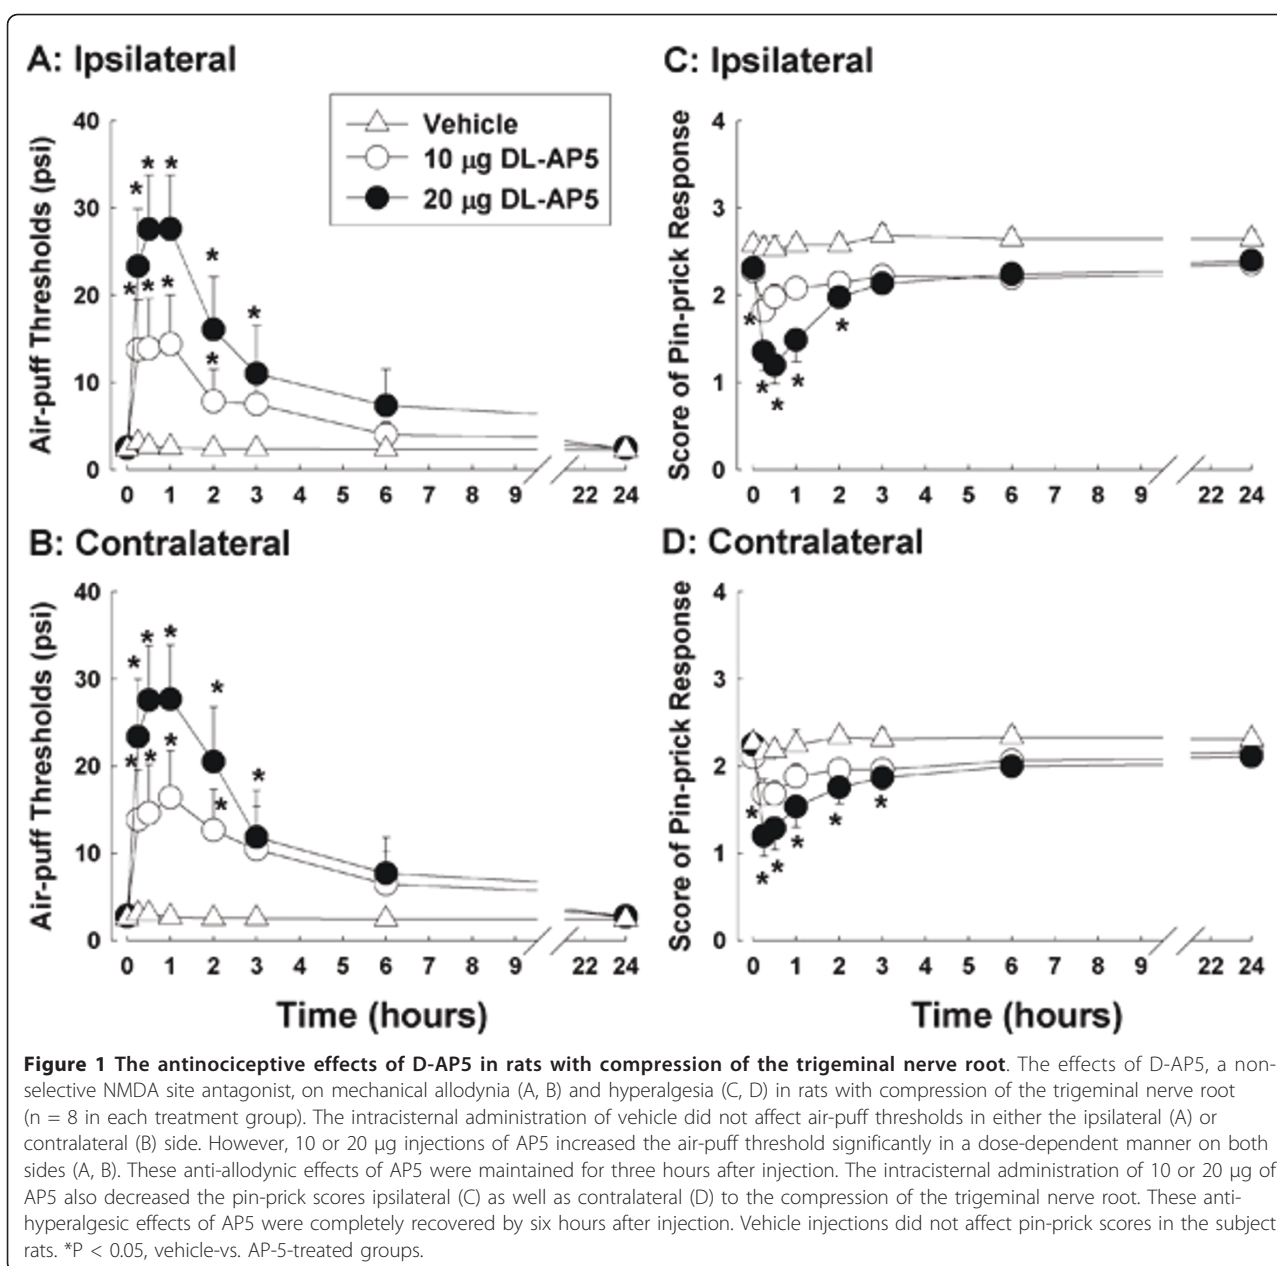 A: Ipsilateral
40
30
20
10
0
Air-puff Thresholds (psi)
* * * * * * * * *
0 1 2 3 4 5 6 7 8 9 22 24
Vehicle
10 μg DL-AP5
20 μg DL-AP5
C: Ipsilateral
4
3
2
1
0
Score of Pin-prick Response
* * * * *
0 1 2 3 4 5 6 7 8 9 22 24
B: Contralateral
40
30
20
10
0
Air-puff Thresholds (psi)
* * * * * * * * *
0 1 2 3 4 5 6 7 8 9 22 24
Time (hours)
D: Contralateral
4
3
2
1
0
Score of Pin-prick Response
* * * * * *
0 1 2 3 4 5 6 7 8 9 22 24
Time (hours)
Figure 1 The antinociceptive effects of D-AP5 in rats with compression of the trigeminal nerve root. The effects of D-AP5, a non-
selective NMDA site antagonist, on mechanical allodynia (A, B) and hyperalgesia (C, D) in rats with compression of the trigeminal nerve root
(n = 8 in each treatment group). The intracisternal administration of vehicle did not affect air-puff thresholds in either the ipsilateral (A) or
contralateral (B) side. However, 10 or 20 μg injections of AP5 increased the air-puff threshold significantly in a dose-dependent manner on both
sides (A, B). These anti-allodynic effects of AP5 were maintained for three hours after injection. The intracisternal administration of 10 or 20 μg of
AP5 also decreased the pin-prick scores ipsilateral (C) as well as contralateral (D) to the compression of the trigeminal nerve root. These anti-
hyperalgesic effects of AP5 were completely recovered by six hours after injection. Vehicle injections did not affect pin-prick scores in the subject
rats. *P < 0.05, vehicle-vs. AP-5-treated groups.